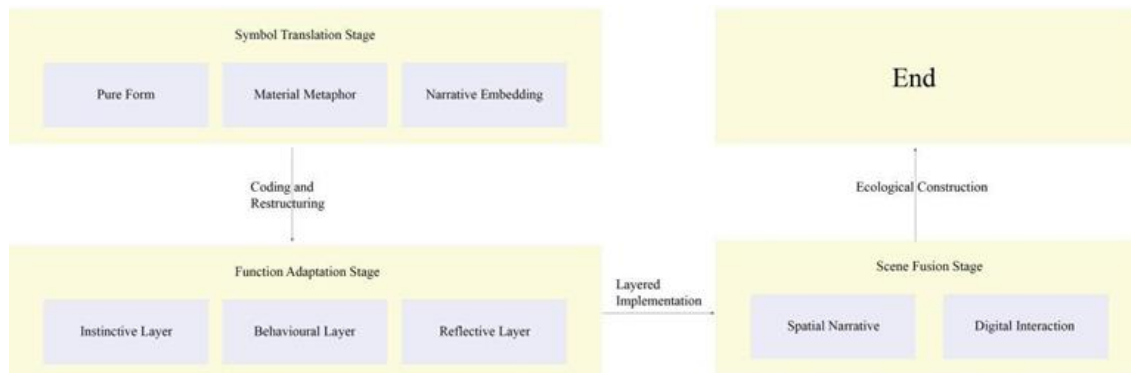 Symbol Translation Stage
Pure Form
Material Metaphor
Narrative Embedding
Coding and
Restructuring
Function Adaptation Stage
Instinctive Layer
Behavioural Layer
Reflective Layer
Layered
Implementation
Scene Fusion Stage
Spatial Narrative
Digital Interaction
Ecological Construction
End